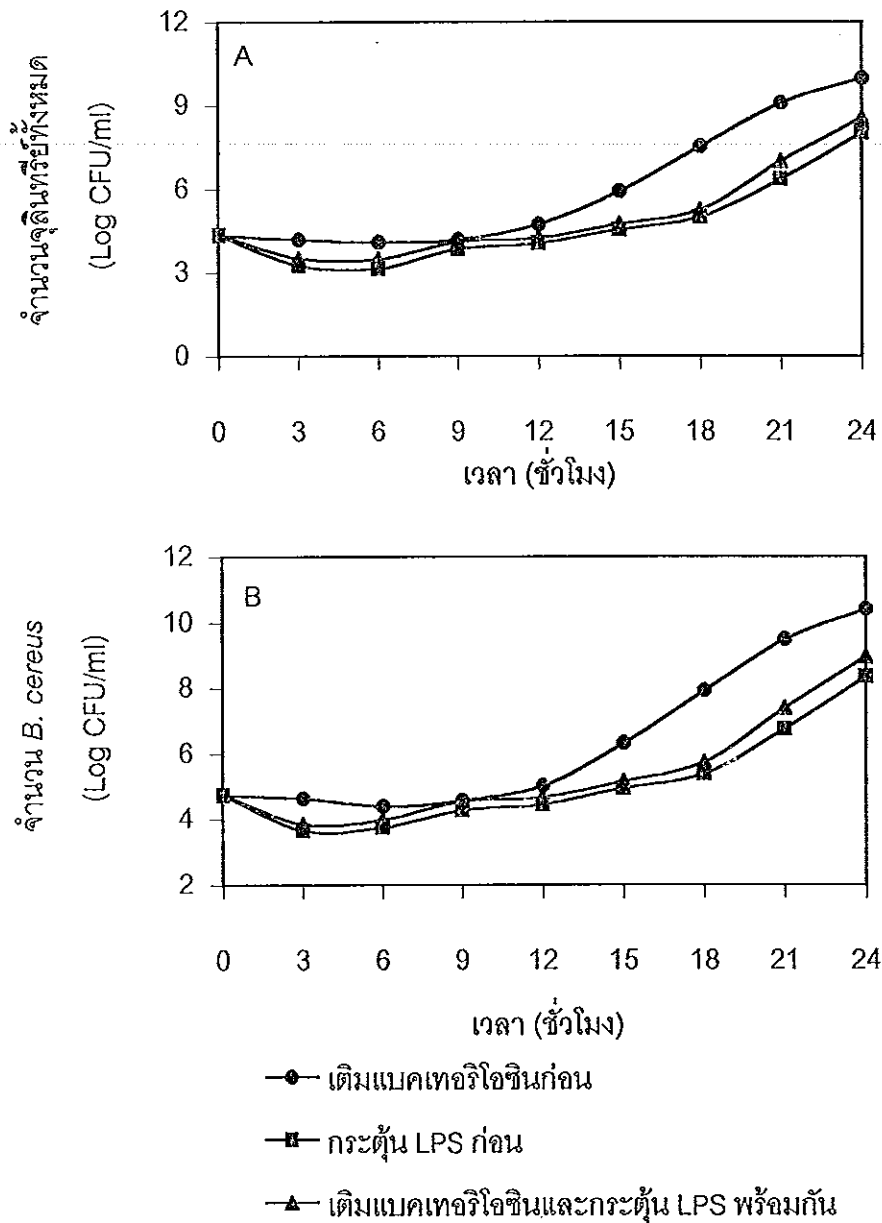 12
A
9
6
3
0
จำนวนจุลินทรีย์ทั้งหมด
(Log CFU/ml)
0 3 6 9 12 15 18 21 24
เวลา (ชั่วโมง)
12
B
10
8
6
4
2
จำนวน B. cereus
(Log CFU/ml)
0 3 6 9 12 15 18 21 24
เวลา (ชั่วโมง)
เติมแบคเทอริโอซินก่อน
กระตุ้น LPS ก่อน
เติมแบคเทอริโอซินและกระตุ้น LPS พร้อมกัน